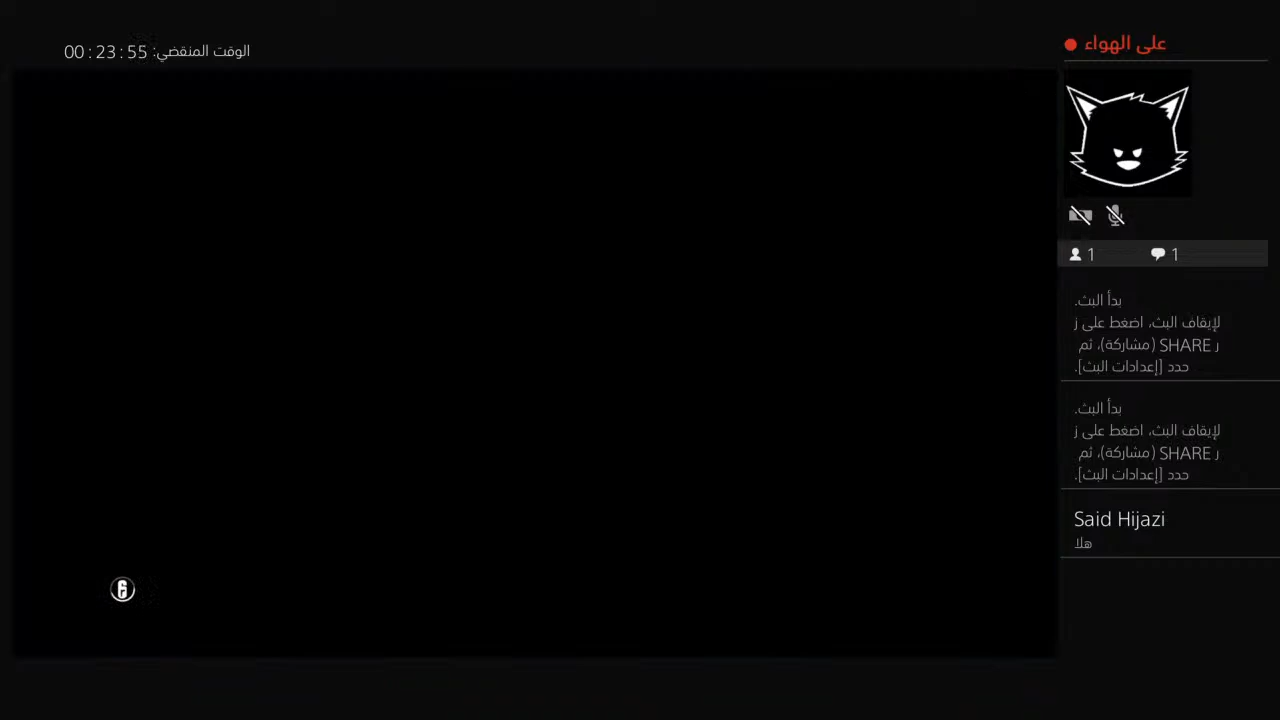 الوقت المنقضي: 00:23:55
على الهواء
1 1
بدأ البث.
لإيقاف البث، اضغط على ز
ر SHARE (مشاركة)، ثم
حدد [إعدادات البث].
بدأ البث.
لإيقاف البث، اضغط على ز
ر SHARE (مشاركة)، ثم
حدد [إعدادات البث].
Said Hijazi
هلا
6